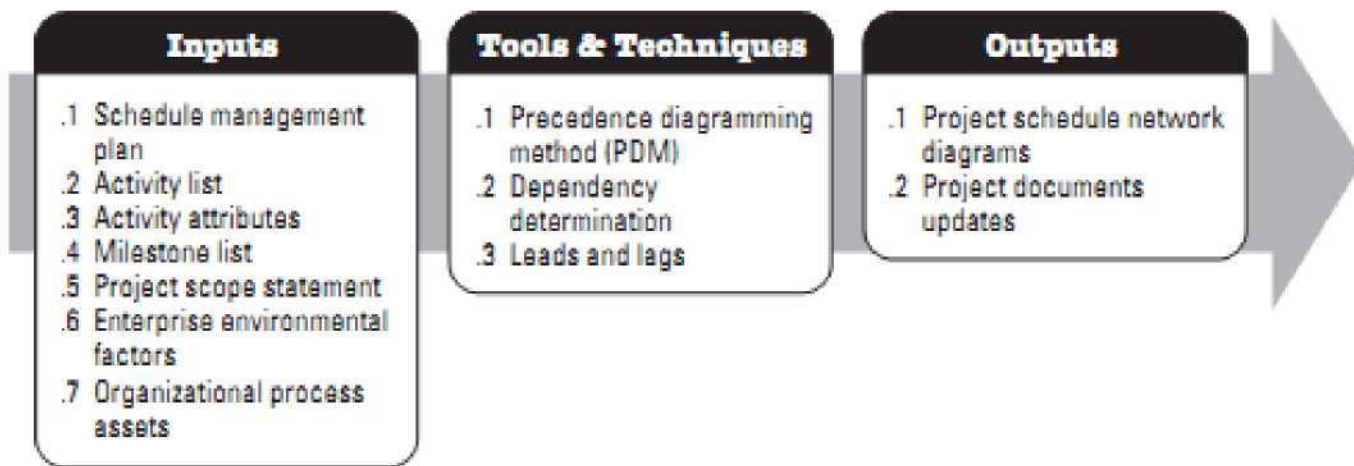 Inputs
.1 Schedule management
plan
.2 Activity list
.3 Activity attributes
.4 Milestone list
.5 Project scope statement
.6 Enterprise environmental
factors
.7 Organizational process
assets
Tools & Techniques
.1 Precedence diagramming
method (PDM)
.2 Dependency
determination
.3 Leads and lags
Outputs
.1 Project schedule network
diagrams
.2 Project documents
updates